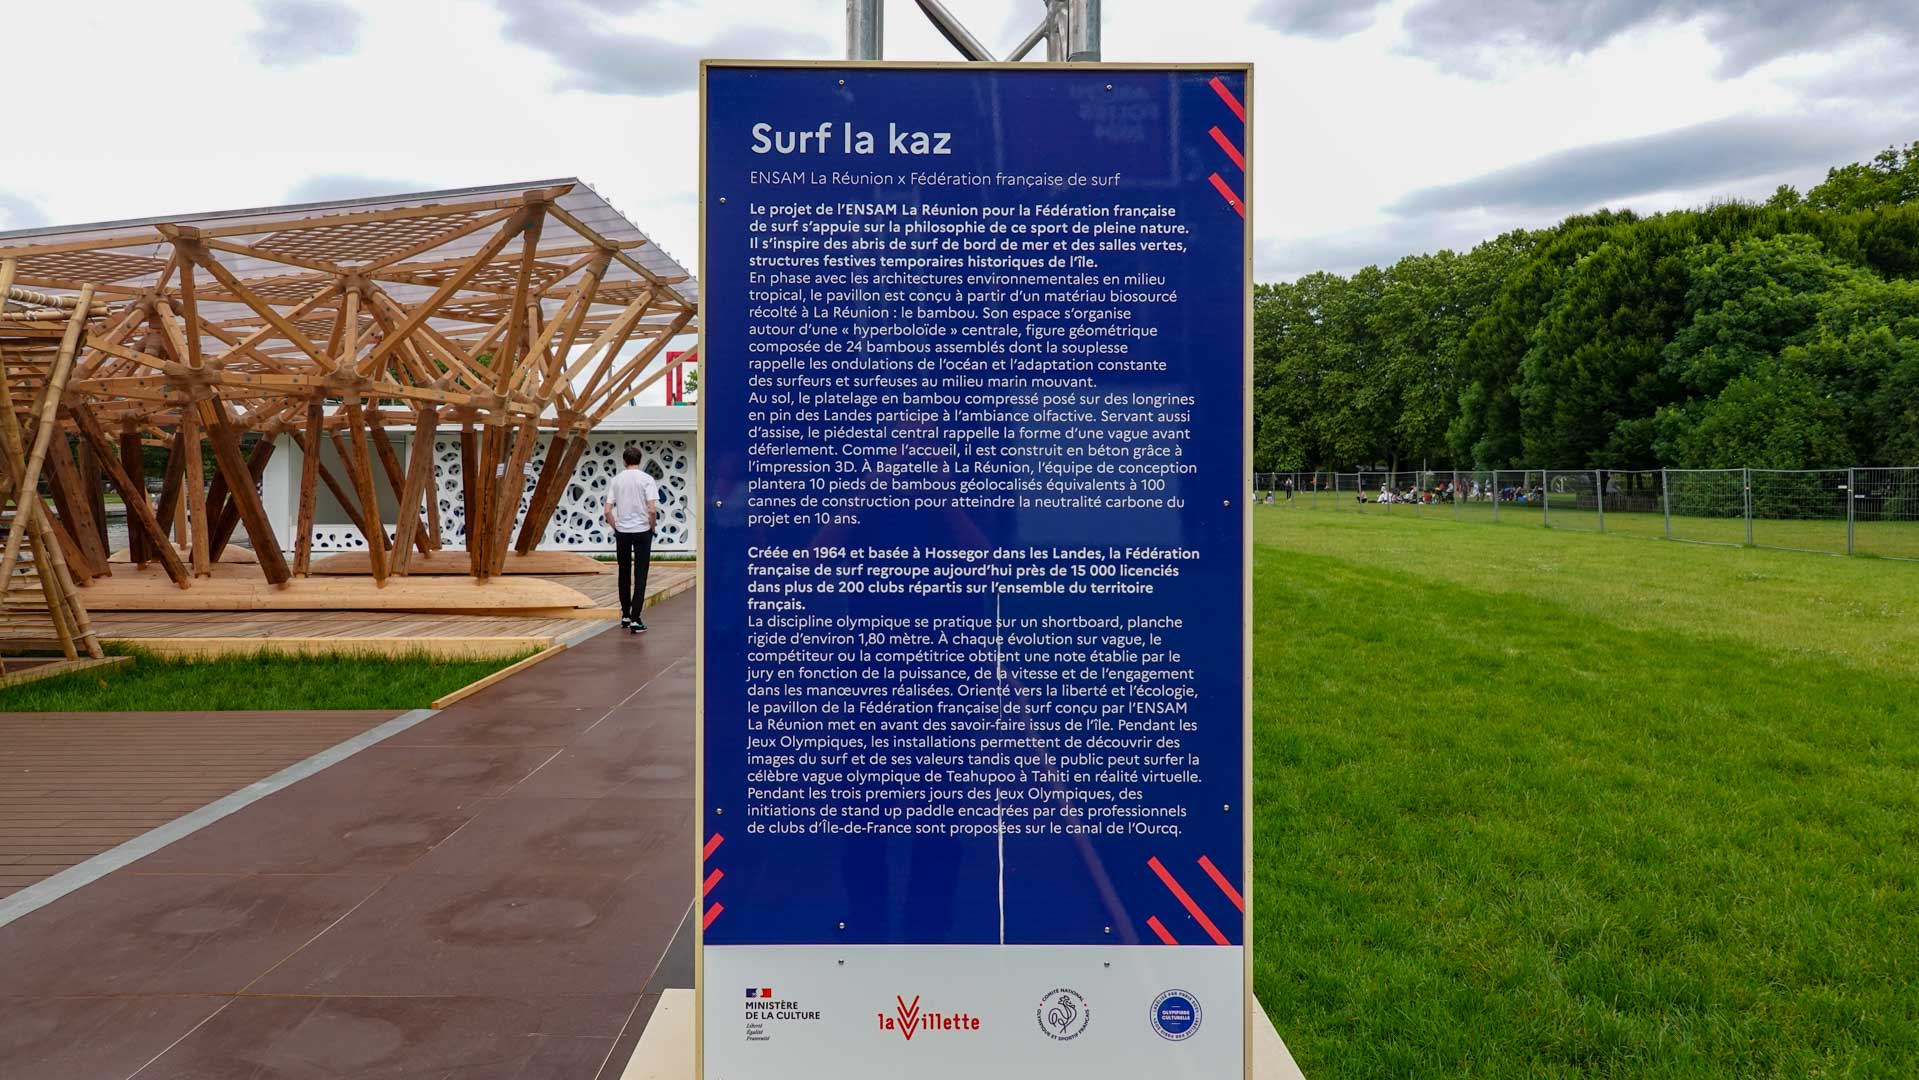 Surf la kaz
ENSAM La Réunion x Fédération française de surf
Le projet de l'ENSAM La Réunion pour la Fédération française
de surf s'appuie sur la philosophie de ce sport de pleine nature.
Il s'inspire des abris de surf de bord de mer et des salles vertes,
structures festives temporaires historiques de l'île.
En phase avec les architectures environnementales en milieu
tropical, le pavillon est conçu à partir d'un matériau biosourcé
récolté à La Réunion : le bambou. Son espace s'organise
autour d'une « hyperboloïde » centrale, figure géométrique
composée de 24 bambous assemblés dont la souplesse
rappelle les ondulations de l'océan et l'adaptation constante
des surfeurs et surfeuses au milieu marin mouvant.
Au sol, le platelage en bambou compressé posé sur des longrines
en pin des Landes participe à l'ambiance olfactive. Servant aussi
d'assise, le piédestal central rappelle la forme d'une vague avant
déferlement. Comme l'accueil, il est construit en béton grâce à
l'impression 3D. À Bagatelle à La Réunion, l'équipe de conception
plantera 10 pieds de bambous géolocalisés équivalents à 100
cannes de construction pour atteindre la neutralité carbone du
projet en 10 ans.
Créée en 1964 et basée à Hossegor dans les Landes, la Fédération
française de surf regroupe aujourd'hui près de 15 000 licenciés
dans plus de 200 clubs répartis sur l'ensemble du territoire
français.
La discipline olympique se pratique sur un shortboard, planche
rigide d'environ 1,80 mètre. À chaque évolution sur vague, le
compétiteur ou la compétitrice obtient une note établie par le
jury en fonction de la puissance, de la vitesse et de l'engagement
dans les manœuvres réalisées. Orienté vers la liberté et l'écologie,
le pavillon de la Fédération française de surf conçu par l'ENSAM
La Réunion met en avant des savoir-faire issus de l'île. Pendant les
Jeux Olympiques, les installations permettent de découvrir des
images du surf et de ses valeurs tandis que le public peut surfer la
célèbre vague olympique de Teahupoo à Tahiti en réalité virtuelle.
Pendant les trois premiers jours des Jeux Olympiques, des
initiations de stand up paddle encadrées par des professionnels
de clubs d'Île-de-France sont proposées sur le canal de l'Ourcq.
MINISTÈRE
DE LA CULTURE
Liberté
Égalité
Fraternité
la Villette
COMITÉ NATIONAL
OLYMPIQUE ET SPORTIF FRANÇAIS
OLYMPIADE
CULTURELLE